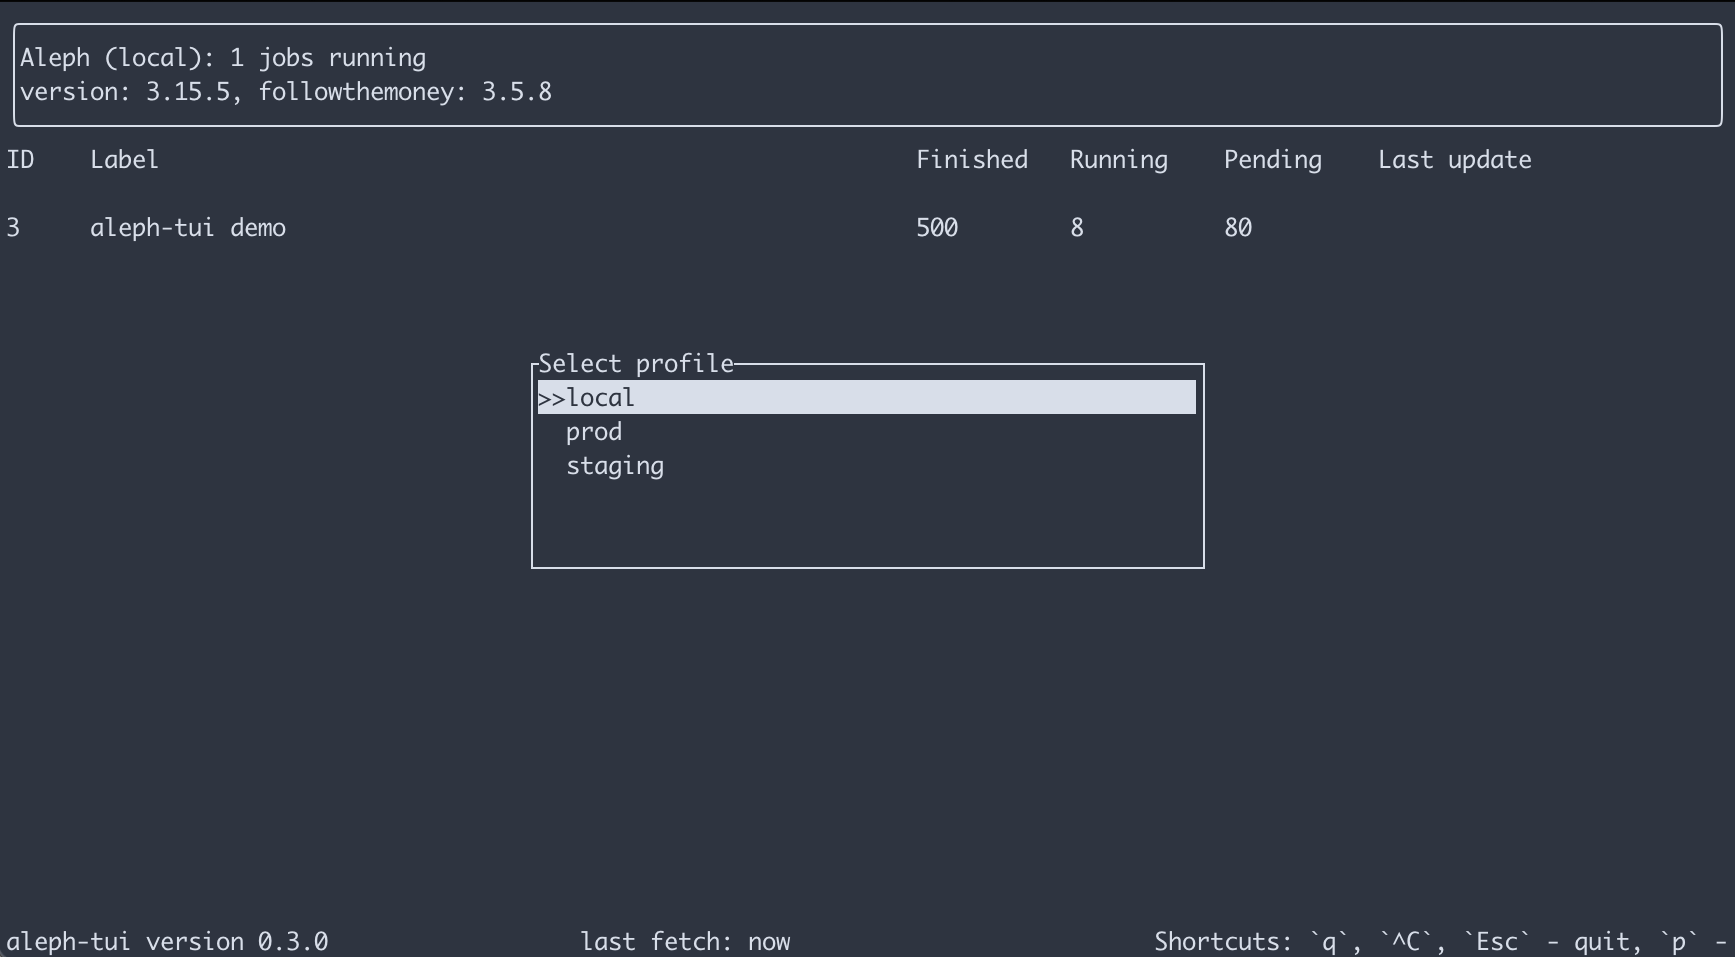 Aleph (local): 1 jobs running
version: 3.15.5, followthemoney: 3.5.8
ID Label Finished Running Pending Last update
3 aleph-tui demo 500 8 80
Select profile
>>local
prod
staging
aleph-tui version 0.3.0 last fetch: now Shortcuts: `q`, `^C`, `Esc` - quit, `p` -